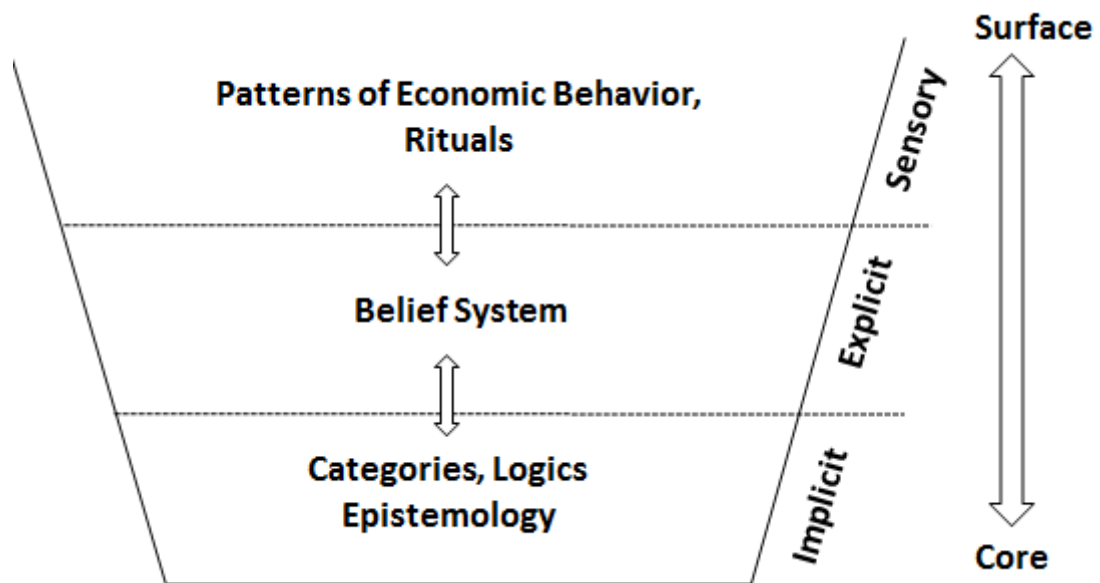 Surface
Patterns of Economic Behavior,
Rituals
Sensory
Belief System
Explicit
Categories, Logics
Epistemology
Implicit
Core